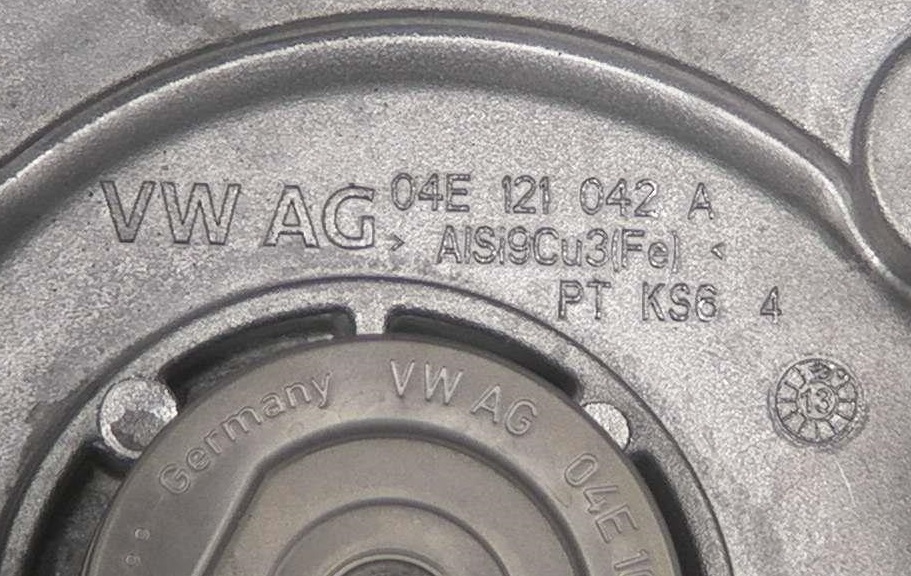 VW AG
04E 121 042 A
> AlSi9Cu3(Fe) <
PT KS6 4
13
Germany VW AG 04E